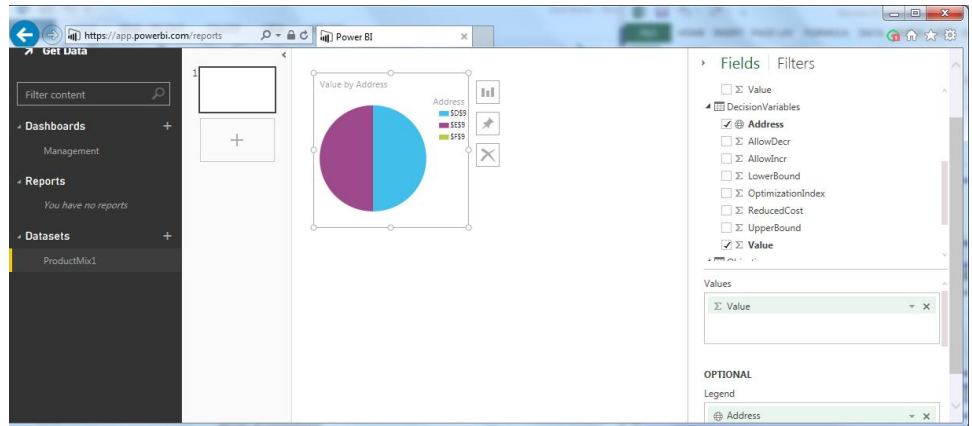 https://app.powerbi.com/reports
Power BI
Get Data
Filter content
Dashboards
Management
Reports
You have no reports
Datasets
ProductMix1
1
Value by Address
Address
$D$9
$E$9
$F$9
Fields | Filters
Σ Value
DecisionVariables
Address
Σ AllowDecr
Σ AllowIncr
Σ LowerBound
Σ OptimizationIndex
Σ ReducedCost
Σ UpperBound
Σ Value
Values
Σ Value
OPTIONAL
Legend
Address